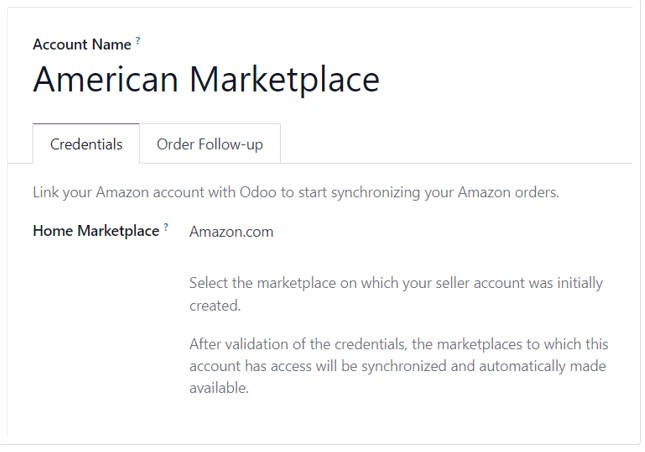 Account Name ?
American Marketplace
Credentials
Order Follow-up
Link your Amazon account with Odoo to start synchronizing your Amazon orders.
Home Marketplace ? Amazon.com
Select the marketplace on which your seller account was initially
created.
After validation of the credentials, the marketplaces to which this
account has access will be synchronized and automatically made
available.